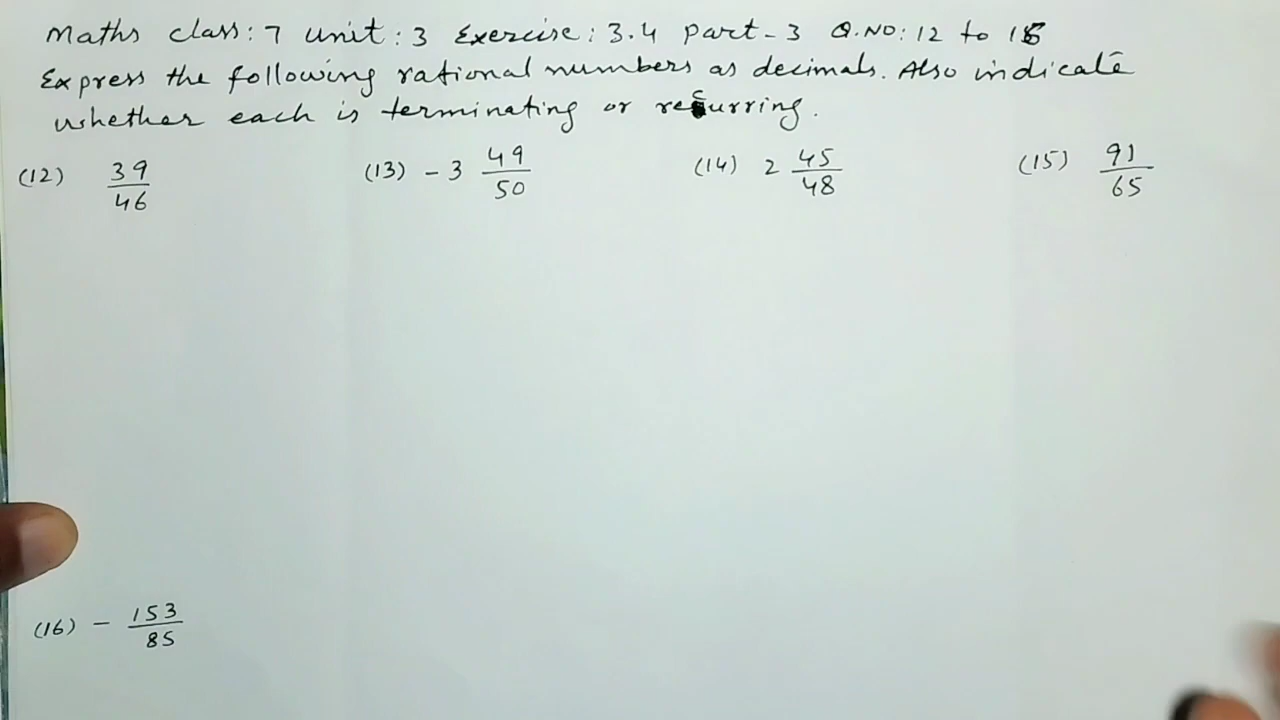 Maths class: 7 unit: 3 Exercise: 3.4 part-3 Q.NO: 12 to 16
Express the following rational numbers as decimals. Also indicate
whether each is terminating or recurring.
(12) 39/46 (13) -3 49/50 (14) 2 45/48 (15) 91/65
(16) - 153/85